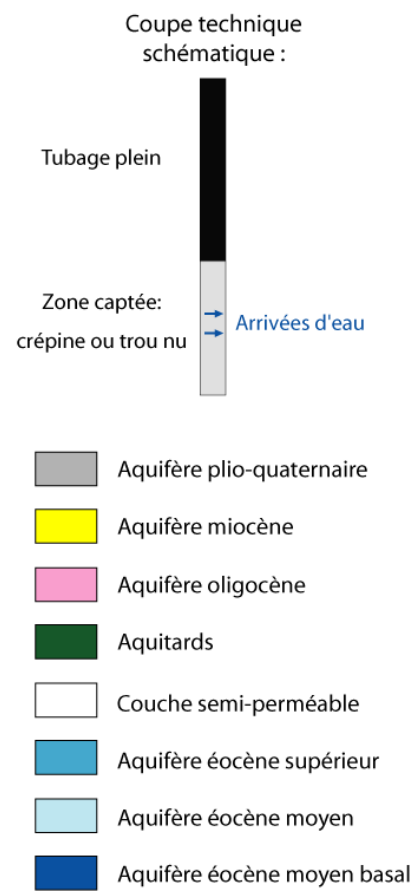 Coupe technique
schématique :
Tubage plein
Zone captée:
crépine ou trou nu
Arrivées d'eau
Aquifère plio-quaternaire
Aquifère miocène
Aquifère oligocène
Aquitards
Couche semi-perméable
Aquifère éocène supérieur
Aquifère éocène moyen
Aquifère éocène moyen basal